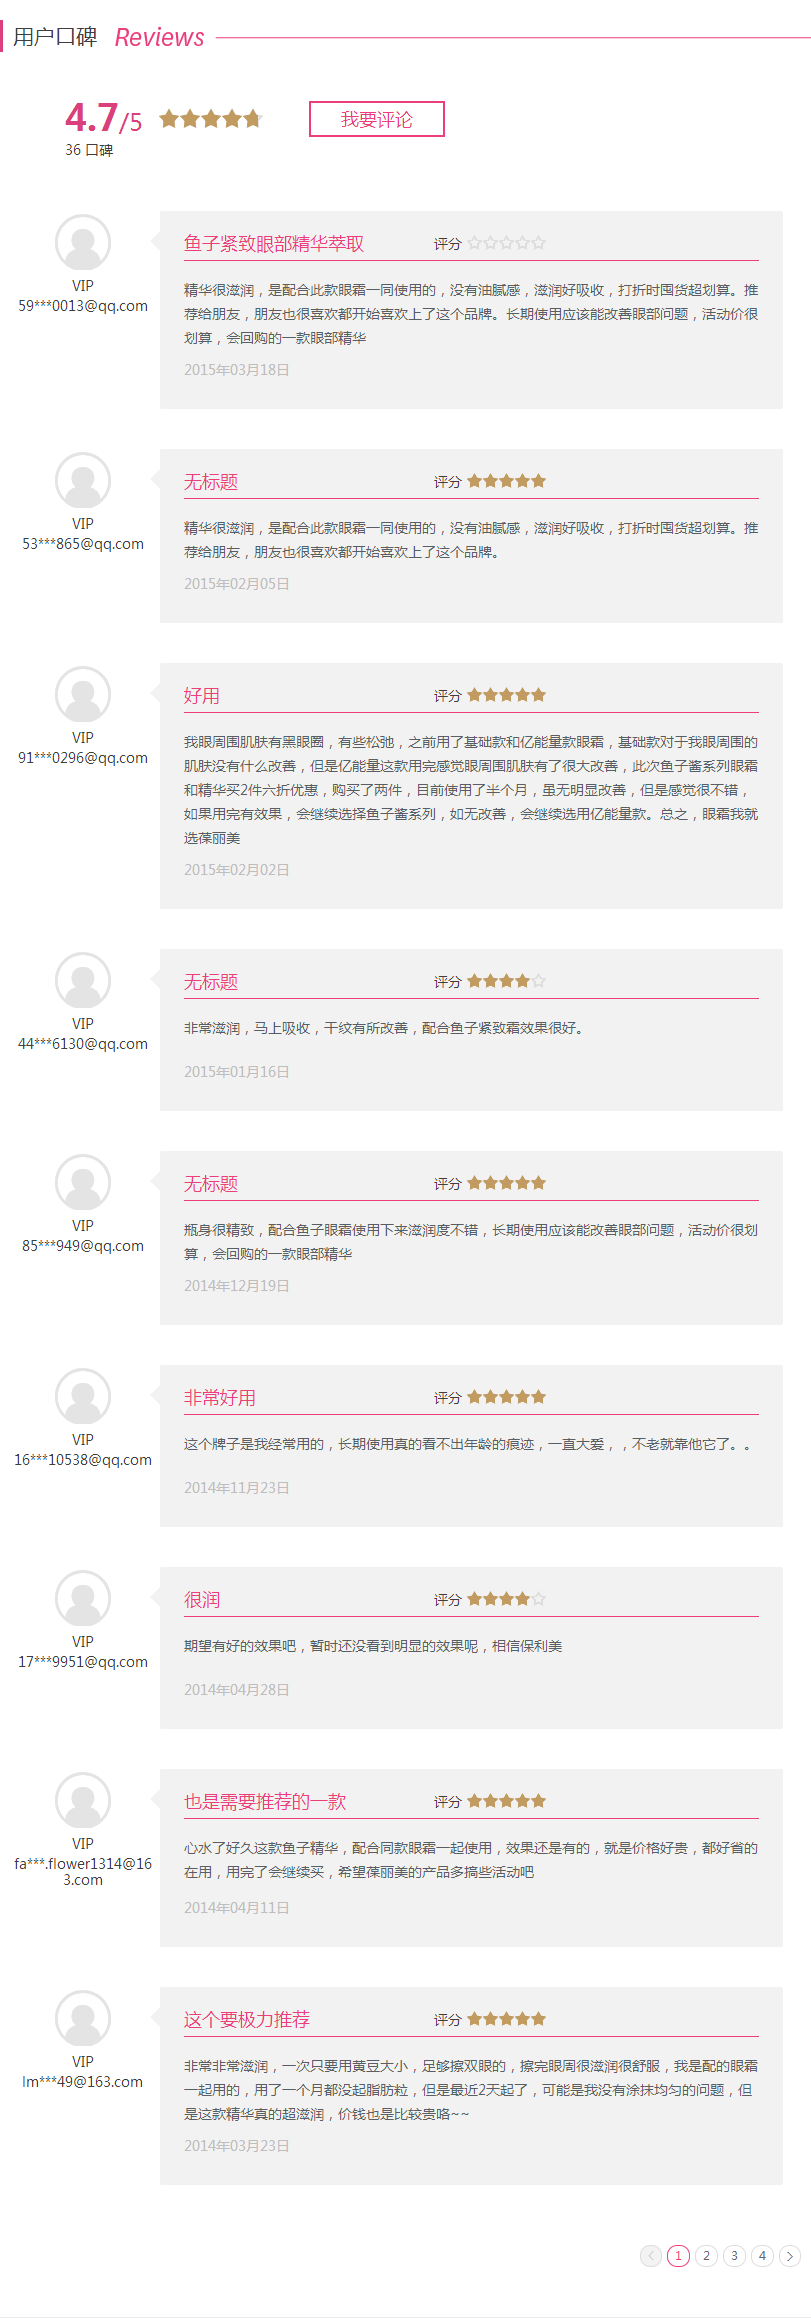 用户口碑 Reviews
4.7/5
我要评论
36 口碑
鱼子紧致眼部精华萃取 评分
VIP
59***0013@qq.com
精华很滋润，是配合此款眼霜一同使用的，没有油腻感，滋润好吸收，打折时囤货超划算。推
荐给朋友，朋友也很喜欢都开始喜欢上了这个品牌。长期使用应该能改善眼部问题，活动价很
划算，会回购的一款眼部精华
2015年03月18日
无标题 评分
VIP
53***865@qq.com
精华很滋润，是配合此款眼霜一同使用的，没有油腻感，滋润好吸收，打折时囤货超划算。推
荐给朋友，朋友也很喜欢都开始喜欢上了这个品牌。
2015年02月05日
好用 评分
VIP
91***0296@qq.com
我眼周围肌肤有黑眼圈，有些松弛，之前用了基础款和亿能量款眼霜，基础款对于我眼周围的
肌肤没有什么改善，但是亿能量这款用完感觉眼周围肌肤有了很大改善，此次鱼子酱系列眼霜
和精华买2件六折优惠，购买了两件，目前使用了半个月，虽无明显改善，但是感觉很不错，
如果用完有效果，会继续选择鱼子酱系列，如无改善，会继续选用亿能量款。总之，眼霜我就
选葆丽美
2015年02月02日
无标题 评分
VIP
44***6130@qq.com
非常滋润，马上吸收，干纹有所改善，配合鱼子紧致霜效果很好。
2015年01月16日
无标题 评分
VIP
85***949@qq.com
瓶身很精致，配合鱼子眼霜使用下来滋润度不错，长期使用应该能改善眼部问题，活动价很划
算，会回购的一款眼部精华
2014年12月19日
非常好用 评分
VIP
16***10538@qq.com
这个牌子是我经常用的，长期使用真的看不出年龄的痕迹，一直大爱，，不老就靠他它了。。
2014年11月23日
很润 评分
VIP
17***9951@qq.com
期望有好的效果吧，暂时还没看到明显的效果呢，相信保利美
2014年04月28日
也是需要推荐的一款 评分
VIP
fa***.flower1314@16
3.com
心水了好久这款鱼子精华，配合同款眼霜一起使用，效果还是有的，就是价格好贵，都好省的
在用，用完了会继续买，希望葆丽美的产品多搞些活动吧
2014年04月11日
这个要极力推荐 评分
VIP
lm***49@163.com
非常非常滋润，一次只要用黄豆大小，足够擦双眼的，擦完眼周很滋润很舒服，我是配的眼霜
一起用的，用了一个月都没起脂肪粒，但是最近2天起了，可能是我没有涂抹均匀的问题，但
是这款精华真的超滋润，价钱也是比较贵咯~~
2014年03月23日
< 1 2 3 4 >